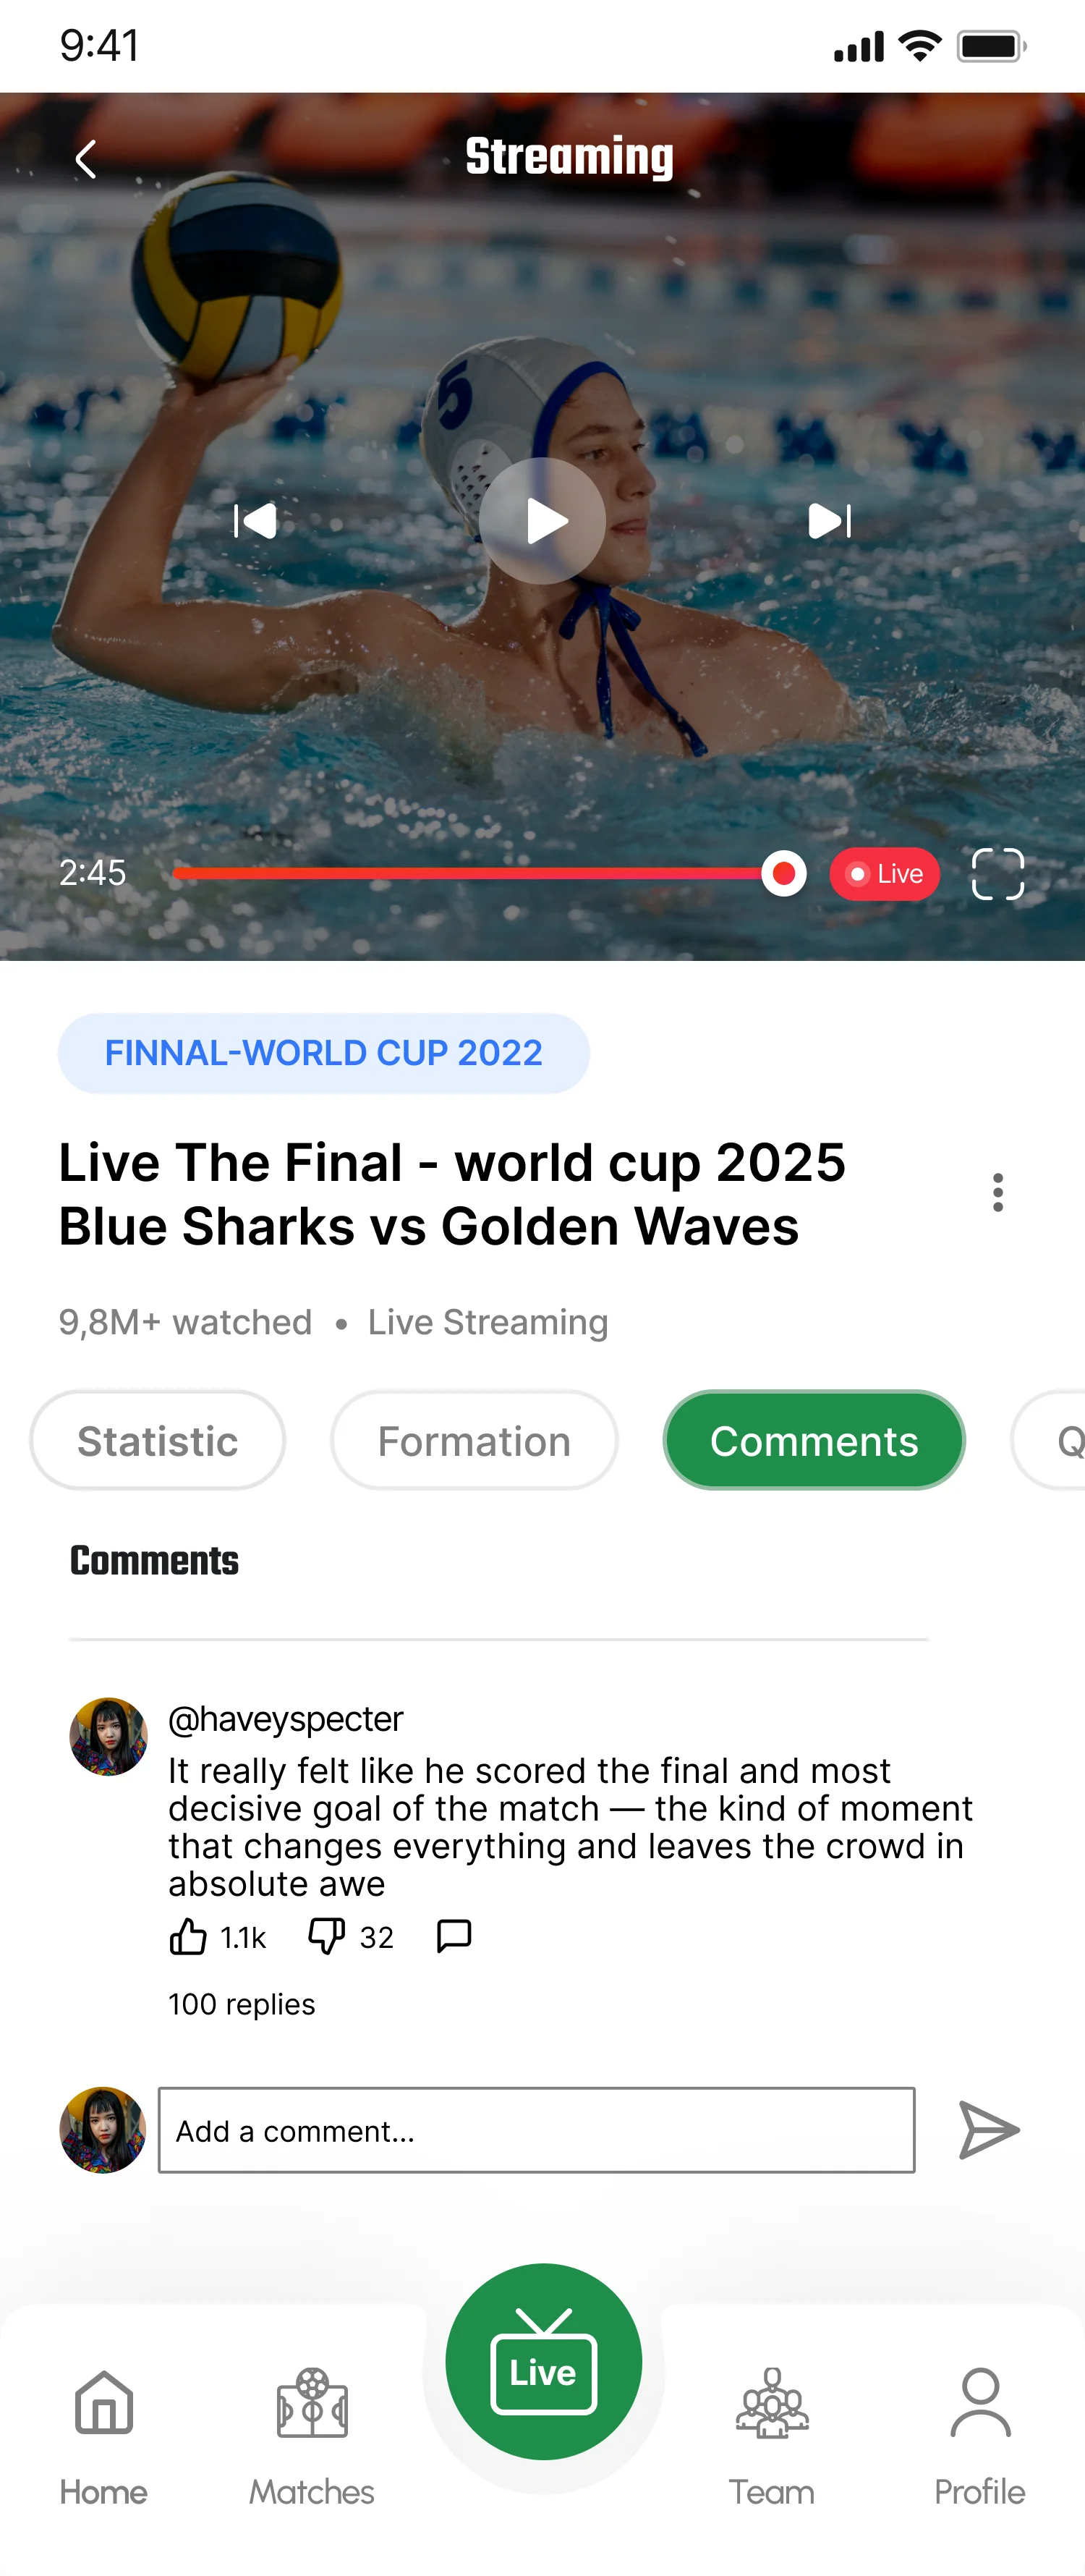 9:41
Streaming
5
2:45
Live
FINNAL-WORLD CUP 2022
Live The Final - world cup 2025
Blue Sharks vs Golden Waves
9,8M+ watched • Live Streaming
Statistic
Formation
Comments
Q
Comments
@haveyspecter
It really felt like he scored the final and most
decisive goal of the match — the kind of moment
that changes everything and leaves the crowd in
absolute awe
1.1k
32
100 replies
Add a comment...
Live
Home
Matches
Team
Profile